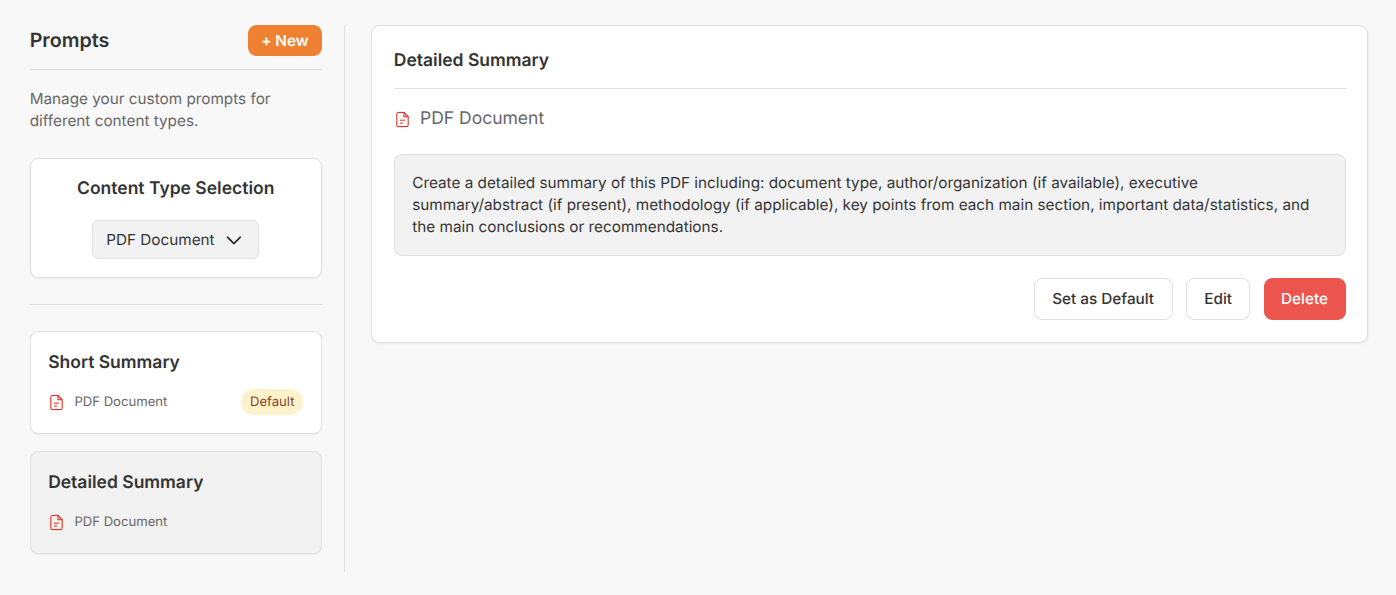 Prompts
+ New
Manage your custom prompts for
different content types.
Content Type Selection
PDF Document
Short Summary
PDF Document
Default
Detailed Summary
PDF Document
Detailed Summary
PDF Document
Create a detailed summary of this PDF including: document type, author/organization (if available), executive
summary/abstract (if present), methodology (if applicable), key points from each main section, important data/statistics, and
the main conclusions or recommendations.
Set as Default
Edit
Delete